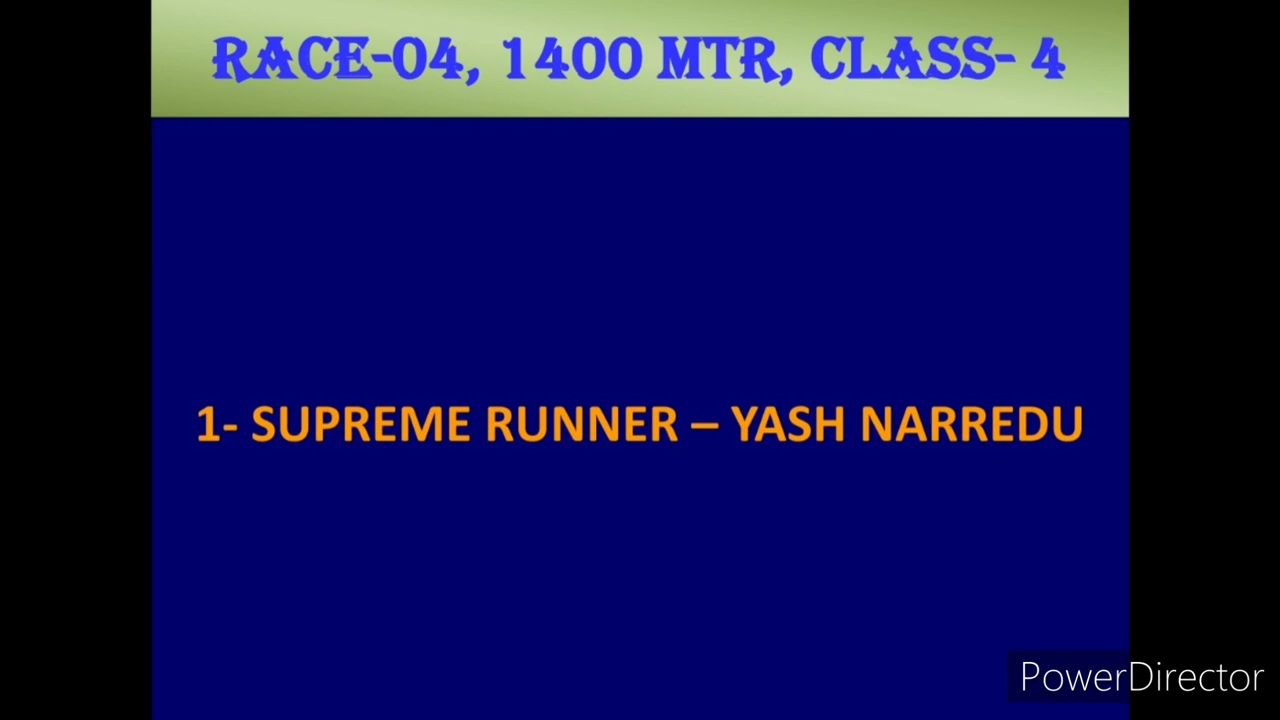 RACE-04, 1400 MTR, CLASS- 4
1- SUPREME RUNNER – YASH NARREDU
PowerDirector